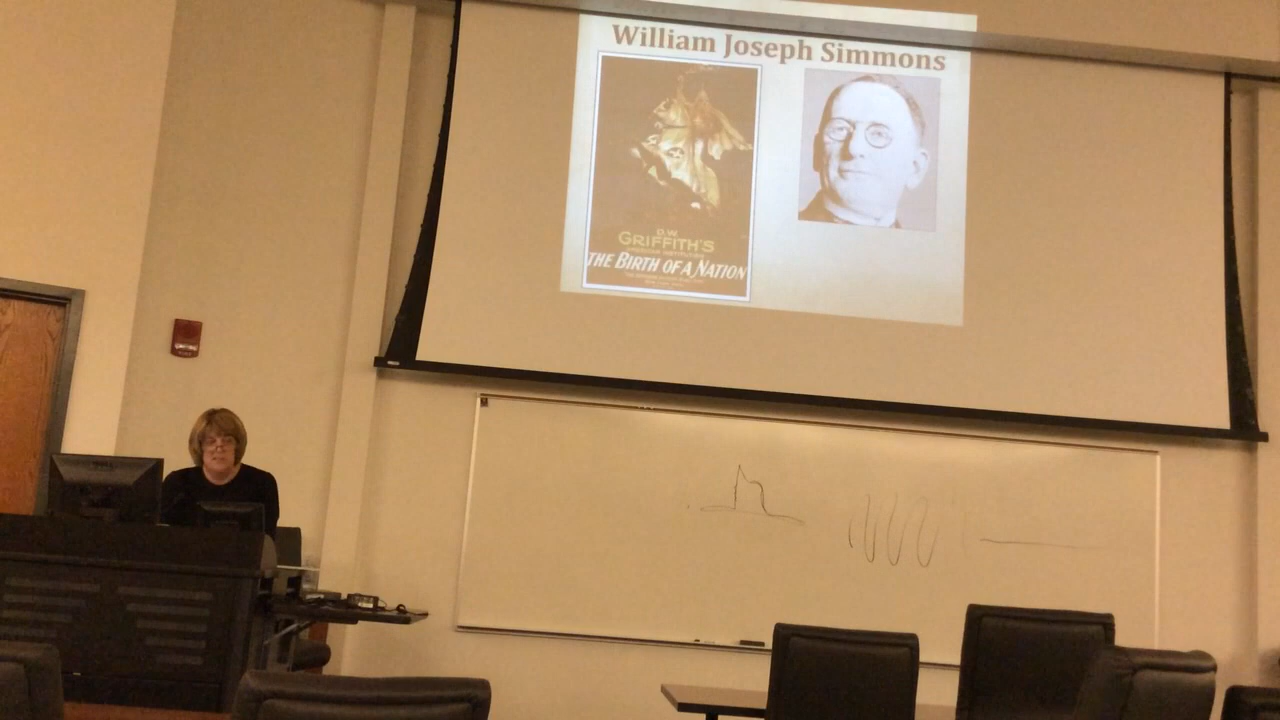 William Joseph Simmons
D.W.
GRIFFITH'S
THE BIRTH OF A NATION